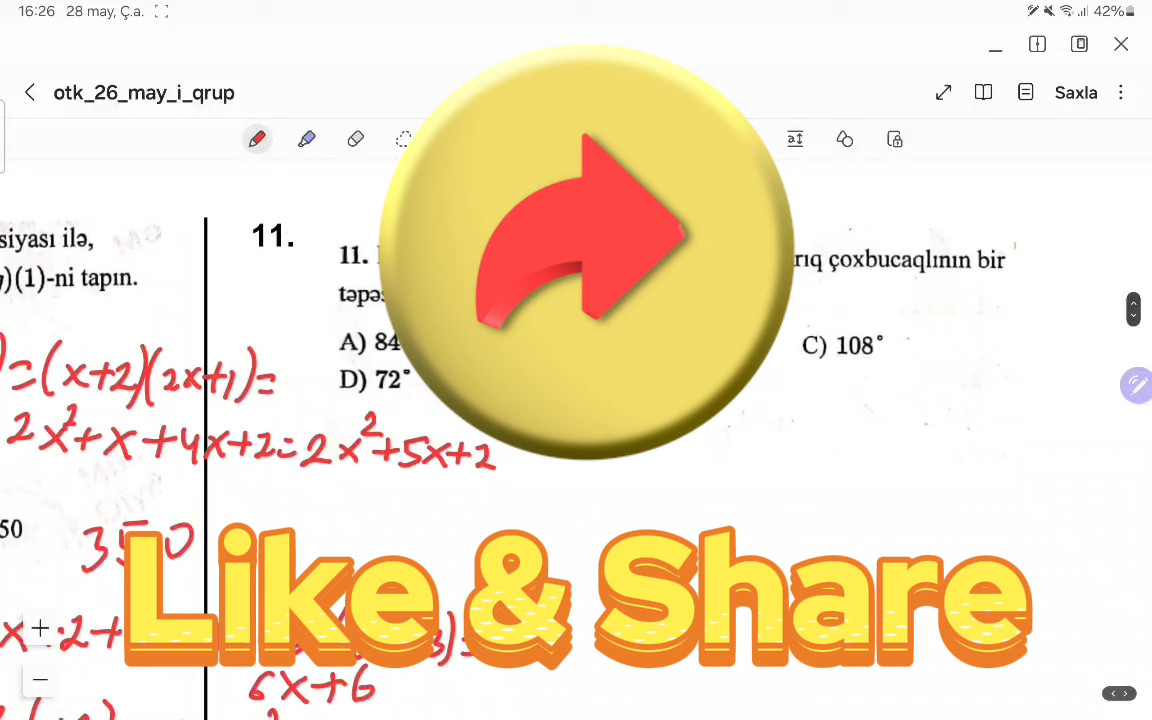 16:26 28 may, Ç.a. 42%
otk_26_may_i_qrup
Saxla
siyası ilə,
)(1)-ni tapın.
11.
11.
rıq çoxbucaqlının bir
A) 84
C) 108°
D) 72°
=(x+2)(2x+1)=
2x²+x+4x+2=2x²+5x+2
50
350
Like & Share
x·2+
6x+6